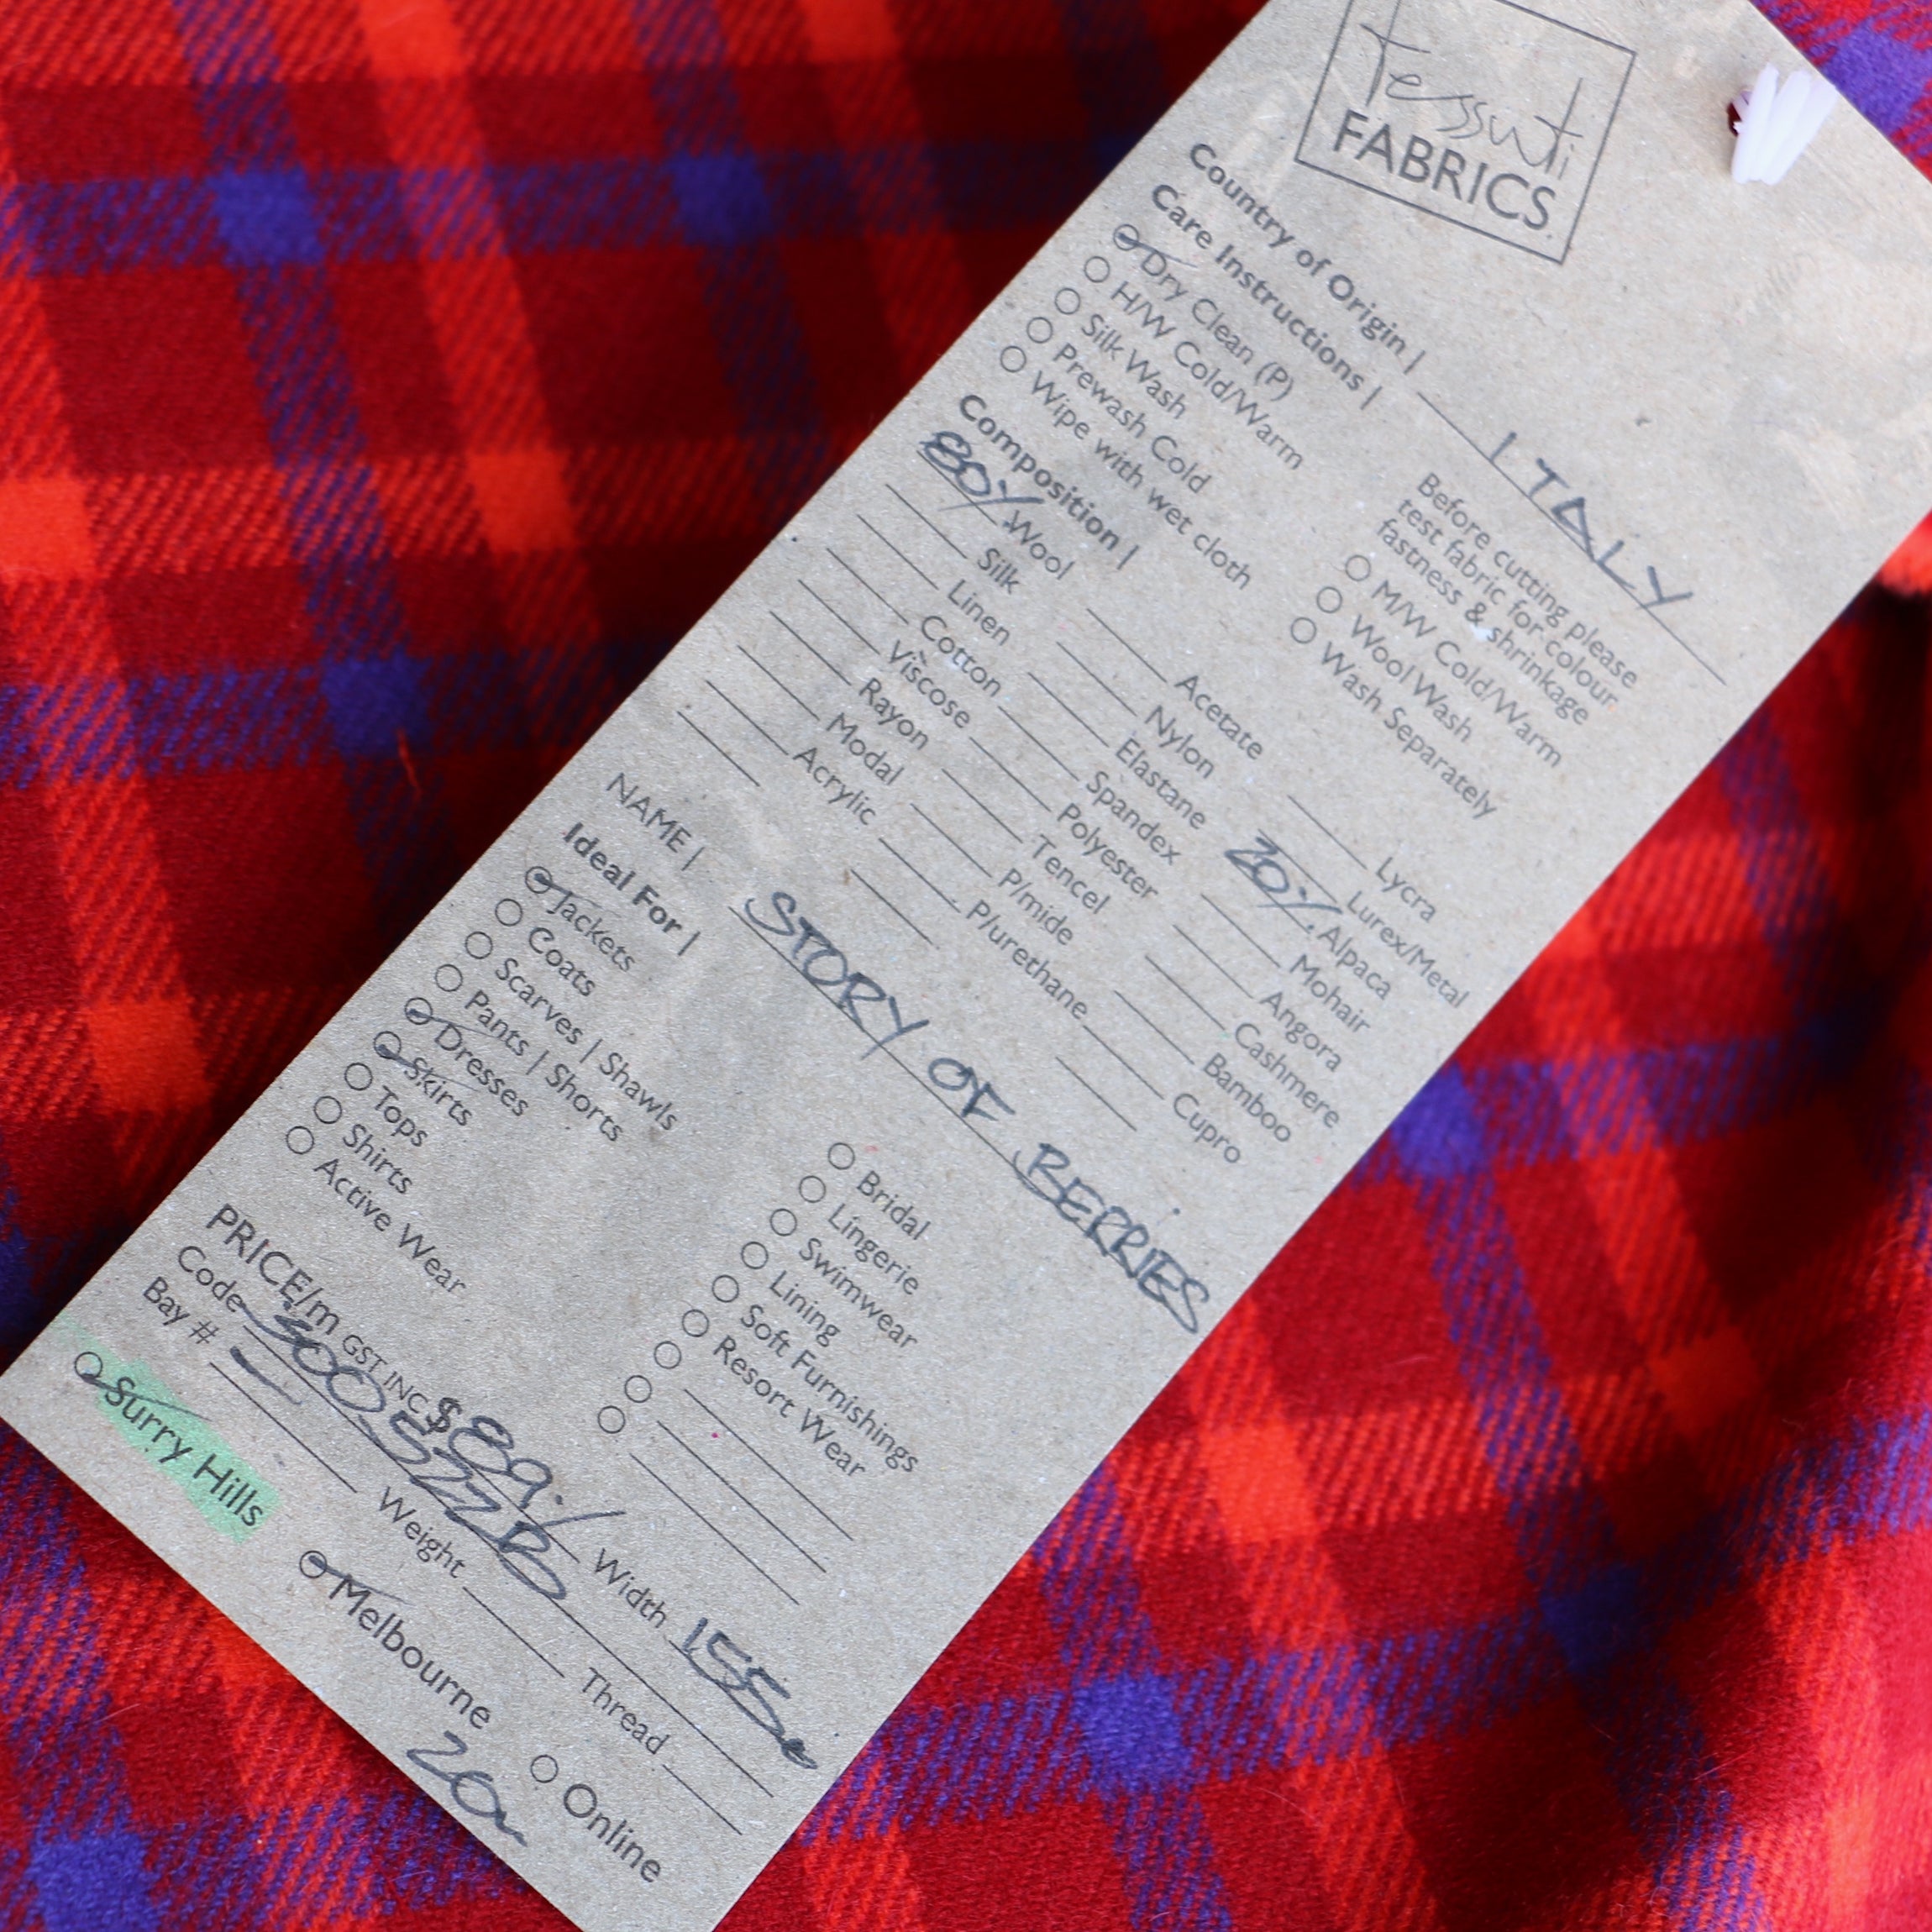 tessuti
FABRICS
Country of Origin | ITALY
Care Instructions |
Dry Clean (P)
H/W Cold/Warm
Silk Wash
Prewash Cold
Wipe with wet cloth
Before cutting please
test fabric for colour
fastness & shrinkage
M/W Cold/Warm
Wool Wash
Wash Separately
Composition |
80% Wool
Silk
Linen
Cotton
Viscose
Rayon
Modal
Acrylic
Acetate
Nylon
Elastane
Spandex
Polyester
Tencel
P/mide
P/urethane
Lycra
Lurex/Metal
20% Alpaca
Mohair
Angora
Cashmere
Bamboo
Cupro
NAME | STORY OF BERRIES
Ideal For |
Jackets
Coats
Scarves | Shawls
Pants | Shorts
Dresses
Skirts
Tops
Shirts
Active Wear
Bridal
Lingerie
Swimwear
Lining
Soft Furnishings
Resort Wear
PRICE/m GST INC $89. Width 155
Code
Bay # Weight Thread
Surry Hills Melbourne Online